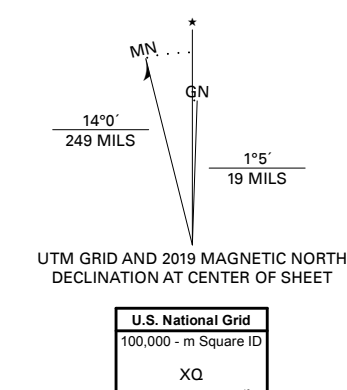 ★
MN
GN
14°0´
249 MILS
1°5´
19 MILS
UTM GRID AND 2019 MAGNETIC NORTH
DECLINATION AT CENTER OF SHEET
U.S. National Grid
100,000 - m Square ID
XQ